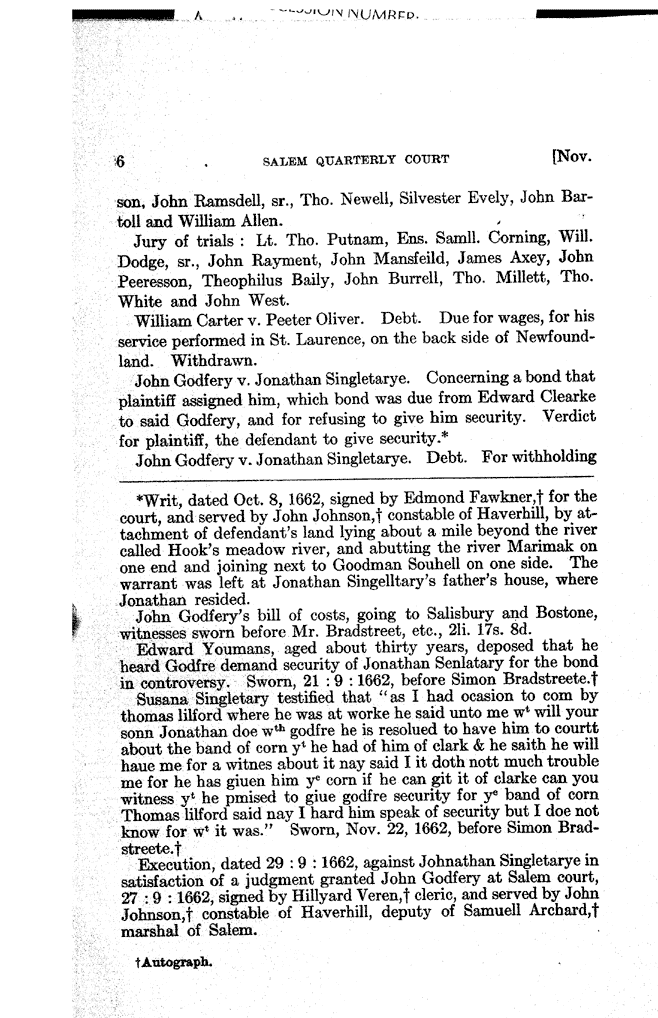 NUMBER.
6 SALEM QUARTERLY COURT [Nov.
son, John Ramsdell, sr., Tho. Newell, Silvester Evely, John Bar-
toll and William Allen.
Jury of trials : Lt. Tho. Putnam, Ens. Samll. Corning, Will.
Dodge, sr., John Rayment, John Mansfeild, James Axey, John
Peeresson, Theophilus Baily, John Burrell, Tho. Millett, Tho.
White and John West.
William Carter v. Peeter Oliver. Debt. Due for wages, for his
service performed in St. Laurence, on the back side of Newfound-
land. Withdrawn.
John Godfery v. Jonathan Singletarye. Concerning a bond that
plaintiff assigned him, which bond was due from Edward Clearke
to said Godfery, and for refusing to give him security. Verdict
for plaintiff, the defendant to give security.*
John Godfery v. Jonathan Singletarye. Debt. For withholding
*Writ, dated Oct. 8, 1662, signed by Edmond Fawkner,† for the
court, and served by John Johnson,† constable of Haverhill, by at-
tachment of defendant's land lying about a mile beyond the river
called Hook's meadow river, and abutting the river Marimak on
one end and joining next to Goodman Souhell on one side. The
warrant was left at Jonathan Singelltary's father's house, where
Jonathan resided.
John Godfery's bill of costs, going to Salisbury and Bostone,
witnesses sworn before Mr. Bradstreet, etc., 2li. 17s. 8d.
Edward Youmans, aged about thirty years, deposed that he
heard Godfre demand security of Jonathan Senlatary for the bond
in controversy. Sworn, 21 : 9 : 1662, before Simon Bradstreete.†
Susana Singletary testified that "as I had ocasion to com by
thomas lilford where he was at worke he said unto me wᵗ will your
sonn Jonathan doe wᵗʰ godfre he is resolued to have him to courtt
about the band of corn yᵗ he had of him of clark & he saith he will
haue me for a witnes about it nay said I it doth nott much trouble
me for he has giuen him yᵉ corn if he can git it of clarke can you
witness yᵗ he pmised to giue godfre security for yᵉ band of corn
Thomas lilford said nay I hard him speak of security but I doe not
know for wᵗ it was." Sworn, Nov. 22, 1662, before Simon Brad-
streete.†
Execution, dated 29 : 9 : 1662, against Johnathan Singletarye in
satisfaction of a judgment granted John Godfery at Salem court,
27 : 9 : 1662, signed by Hillyard Veren,† cleric, and served by John
Johnson,† constable of Haverhill, deputy of Samuell Archard,†
marshal of Salem.
†Autograph.